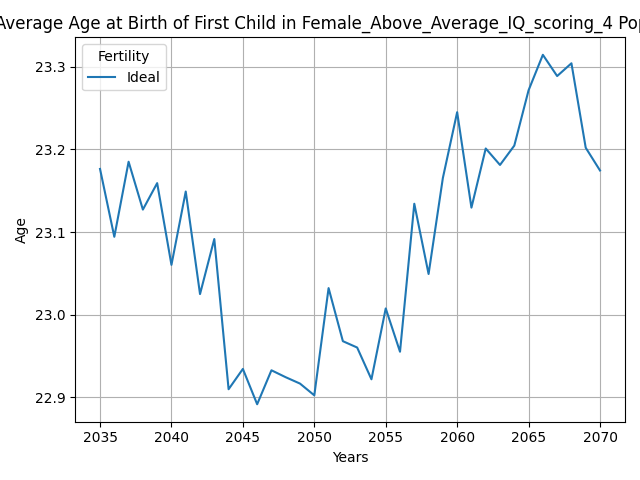 Average Age at Birth of First Child in Female_Above_Average_IQ_scoring_4
Fertility
Ideal
23.3
23.2
23.1
23.0
22.9
Age
2035 2040 2045 2050 2055 2060 2065 2070
Years